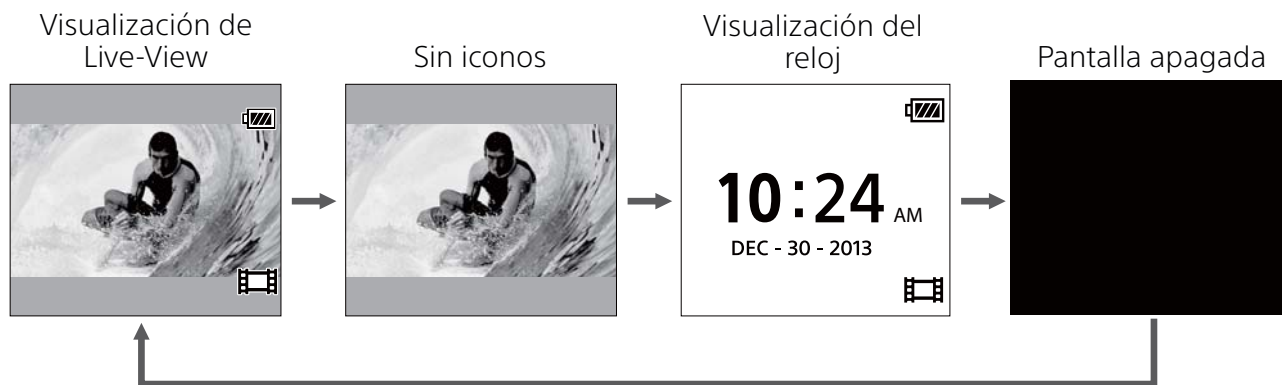 Visualización de
Live-View
Sin iconos
Visualización del
reloj
Pantalla apagada
10:24 AM
DEC - 30 - 2013